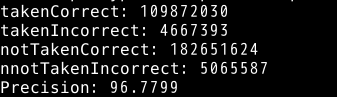 takenCorrect: 109872030
takenIncorrect: 4667393
notTakenCorrect: 182651624
nnotTakenIncorrect: 5065587
Precision: 96.7799